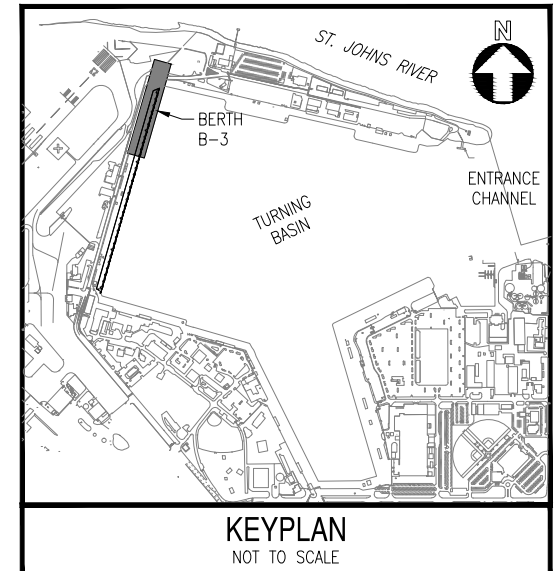 N
ST. JOHNS RIVER
BERTH
B-3
ENTRANCE
CHANNEL
TURNING
BASIN
KEYPLAN
NOT TO SCALE